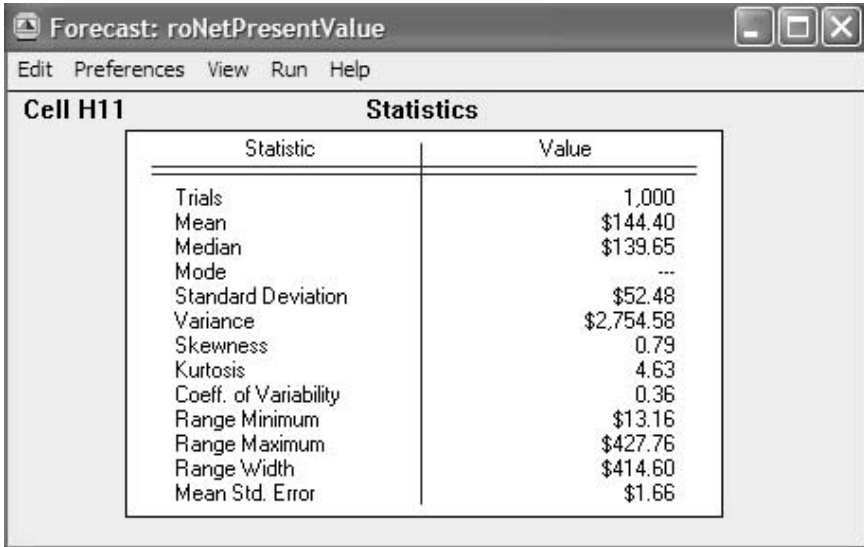 Forecast: roNetPresentValue
Edit Preferences View Run Help
Cell H11 Statistics
Statistic Value
Trials 1,000
Mean $144.40
Median $139.65
Mode ---
Standard Deviation $52.48
Variance $2,754.58
Skewness 0.79
Kurtosis 4.63
Coeff. of Variability 0.36
Range Minimum $13.16
Range Maximum $427.76
Range Width $414.60
Mean Std. Error $1.66